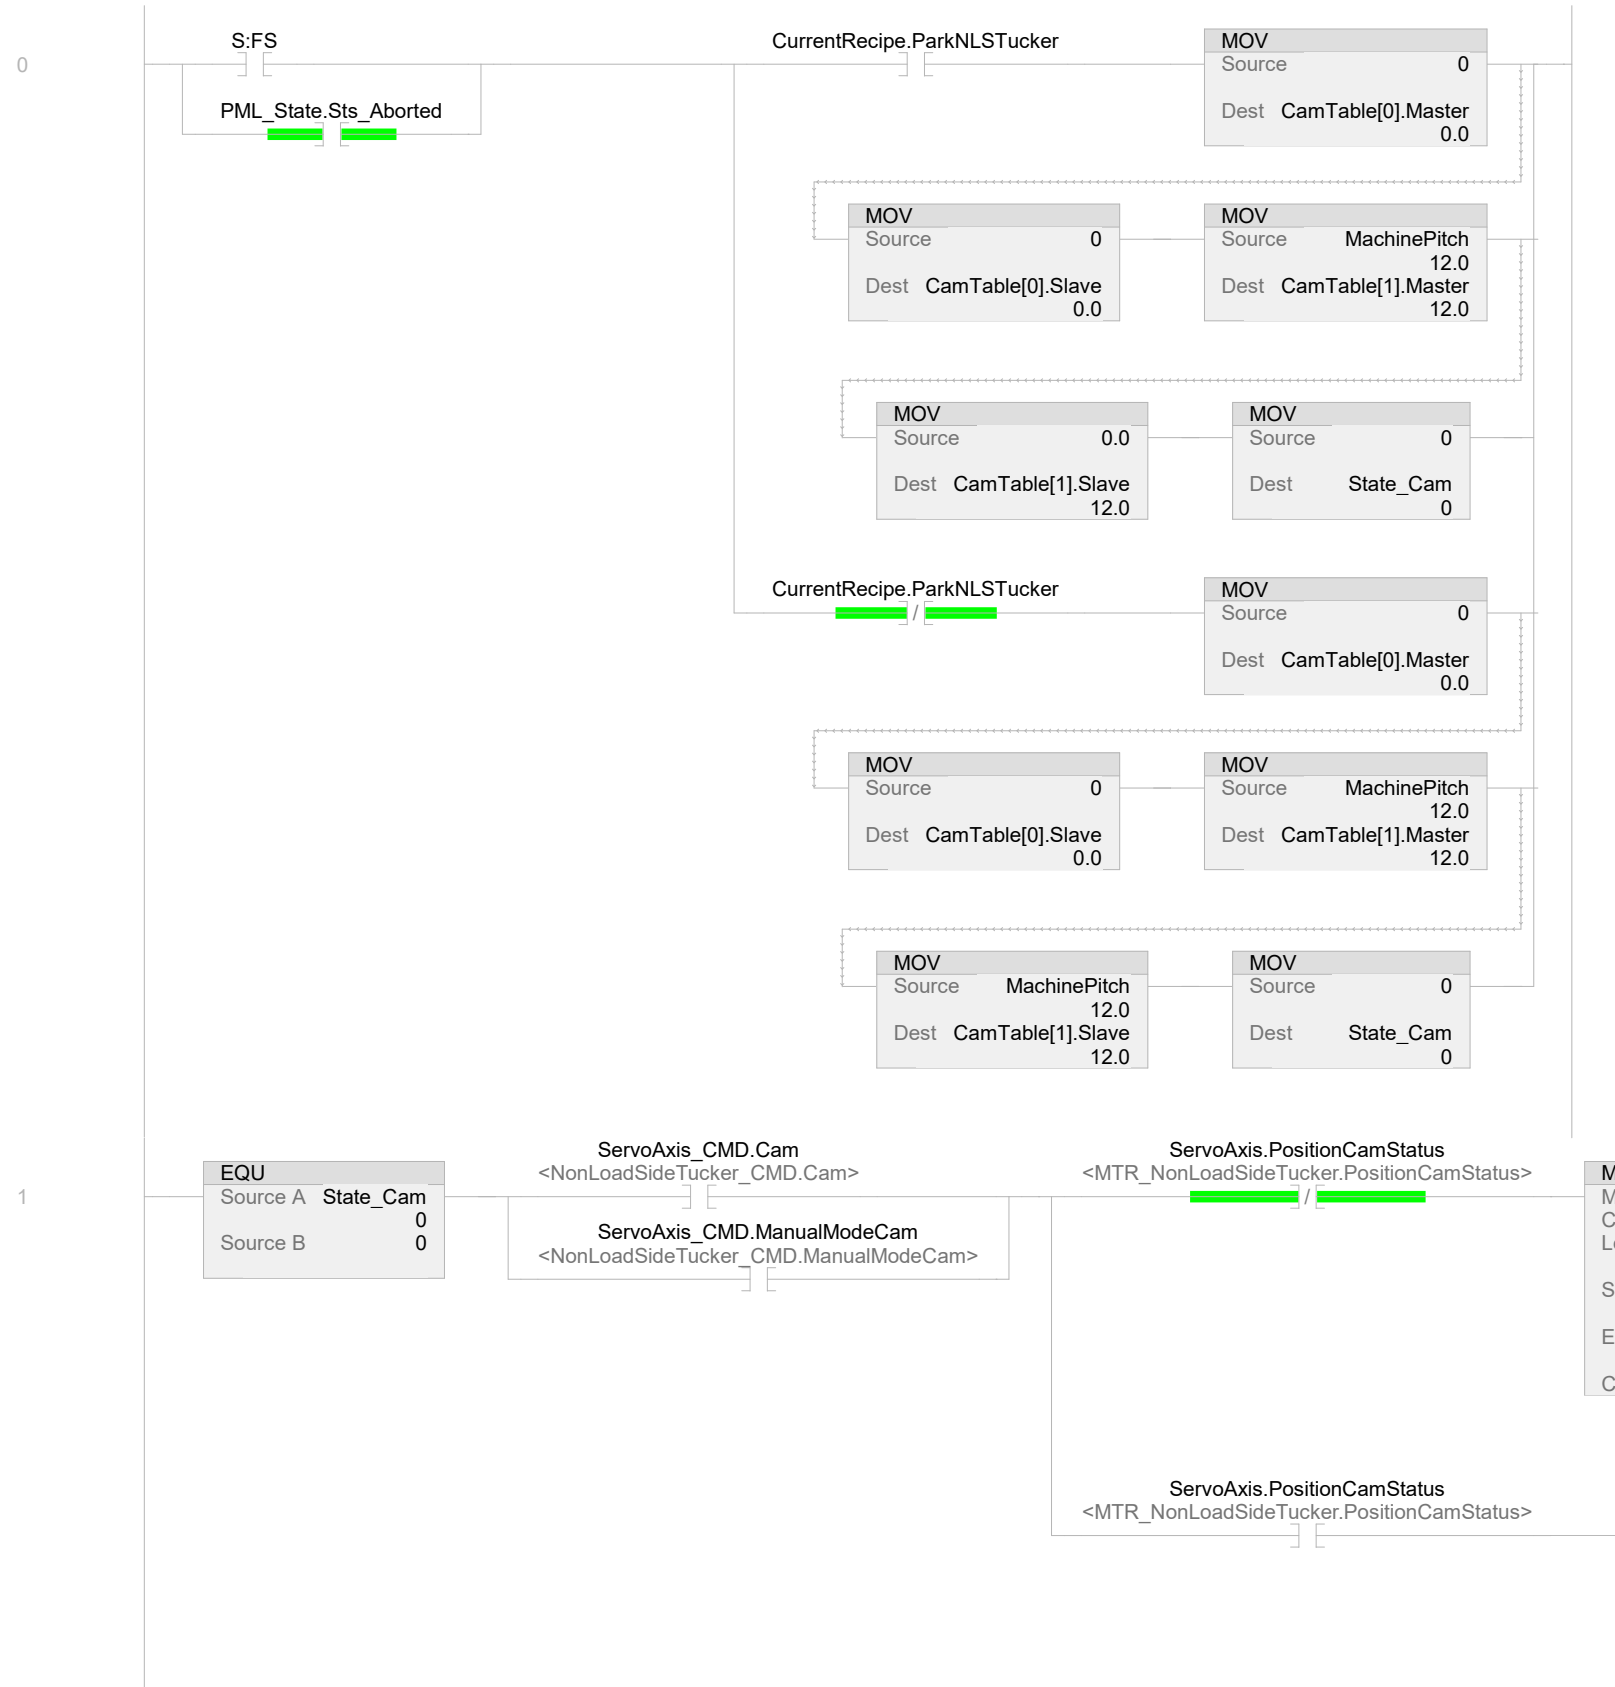 0
S:FS
PML_State.Sts_Aborted
CurrentRecipe.ParkNLSTucker
MOV
Source 0
Dest CamTable[0].Master
0.0
MOV
Source 0
Dest CamTable[0].Slave
0.0
MOV
Source MachinePitch
12.0
Dest CamTable[1].Master
12.0
MOV
Source 0.0
Dest CamTable[1].Slave
12.0
MOV
Source 0
Dest State_Cam
0
CurrentRecipe.ParkNLSTucker
/
MOV
Source 0
Dest CamTable[0].Master
0.0
MOV
Source 0
Dest CamTable[0].Slave
0.0
MOV
Source MachinePitch
12.0
Dest CamTable[1].Master
12.0
MOV
Source MachinePitch
12.0
Dest CamTable[1].Slave
12.0
MOV
Source 0
Dest State_Cam
0
1
EQU
Source A State_Cam
0
Source B 0
ServoAxis_CMD.Cam
<NonLoadSideTucker_CMD.Cam>
ServoAxis_CMD.ManualModeCam
<NonLoadSideTucker_CMD.ManualModeCam>
ServoAxis.PositionCamStatus
<MTR_NonLoadSideTucker.PositionCamStatus>
/
ServoAxis.PositionCamStatus
<MTR_NonLoadSideTucker.PositionCamStatus>